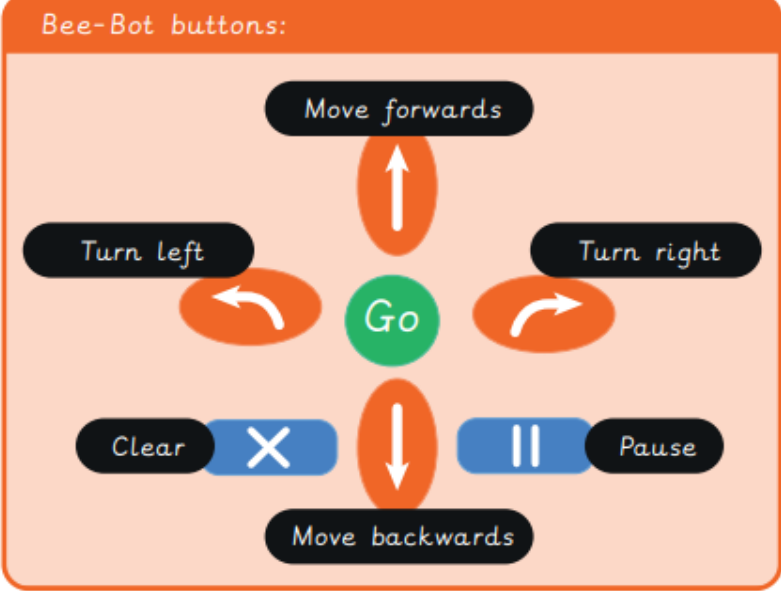 Bee-Bot buttons:
Move forwards
Turn left
Turn right
Go
Clear
Pause
Move backwards